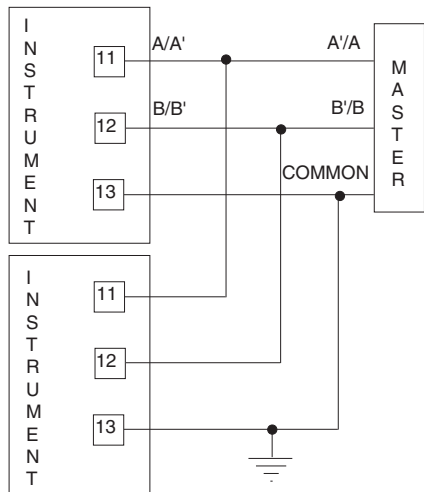 INSTRUMENT
11
A/A'
A'/A
12
B/B'
B'/B
13
COMMON
MASTER
INSTRUMENT
11
12
13